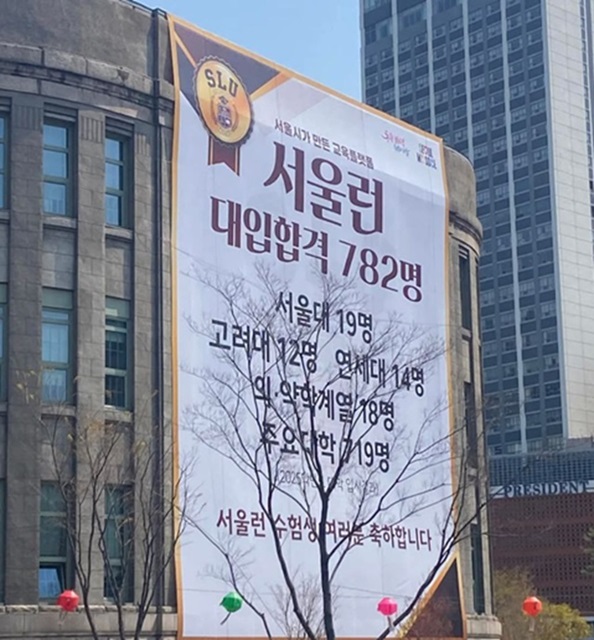 SLU
서울시가 만든 교육플랫폼
서울런
대입합격 782명
서울대 19명
고려대 12명 연세대 14명
의·약학계열 18명
주요대학 719명
서울런 수험생 여러분 축하합니다
PRESIDENT